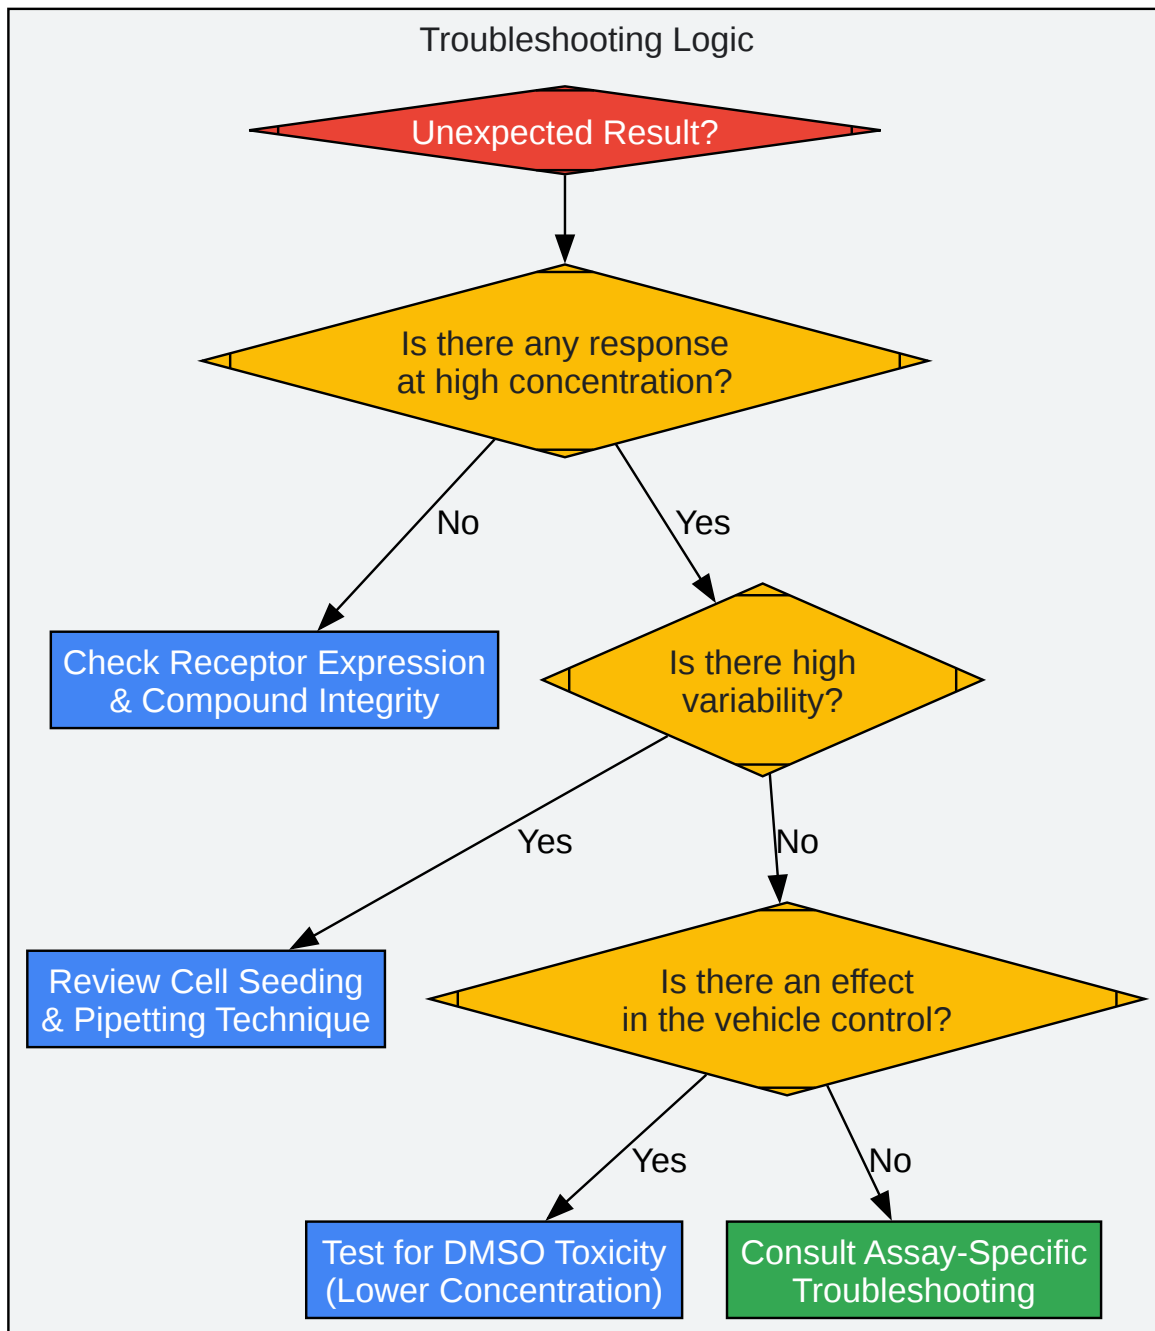 Troubleshooting Logic
Unexpected Result?
Is there any response
at high concentration?
No
Yes
Check Receptor Expression
& Compound Integrity
Is there high
variability?
Yes
No
Review Cell Seeding
& Pipetting Technique
Is there an effect
in the vehicle control?
Yes
No
Test for DMSO Toxicity
(Lower Concentration)
Consult Assay-Specific
Troubleshooting